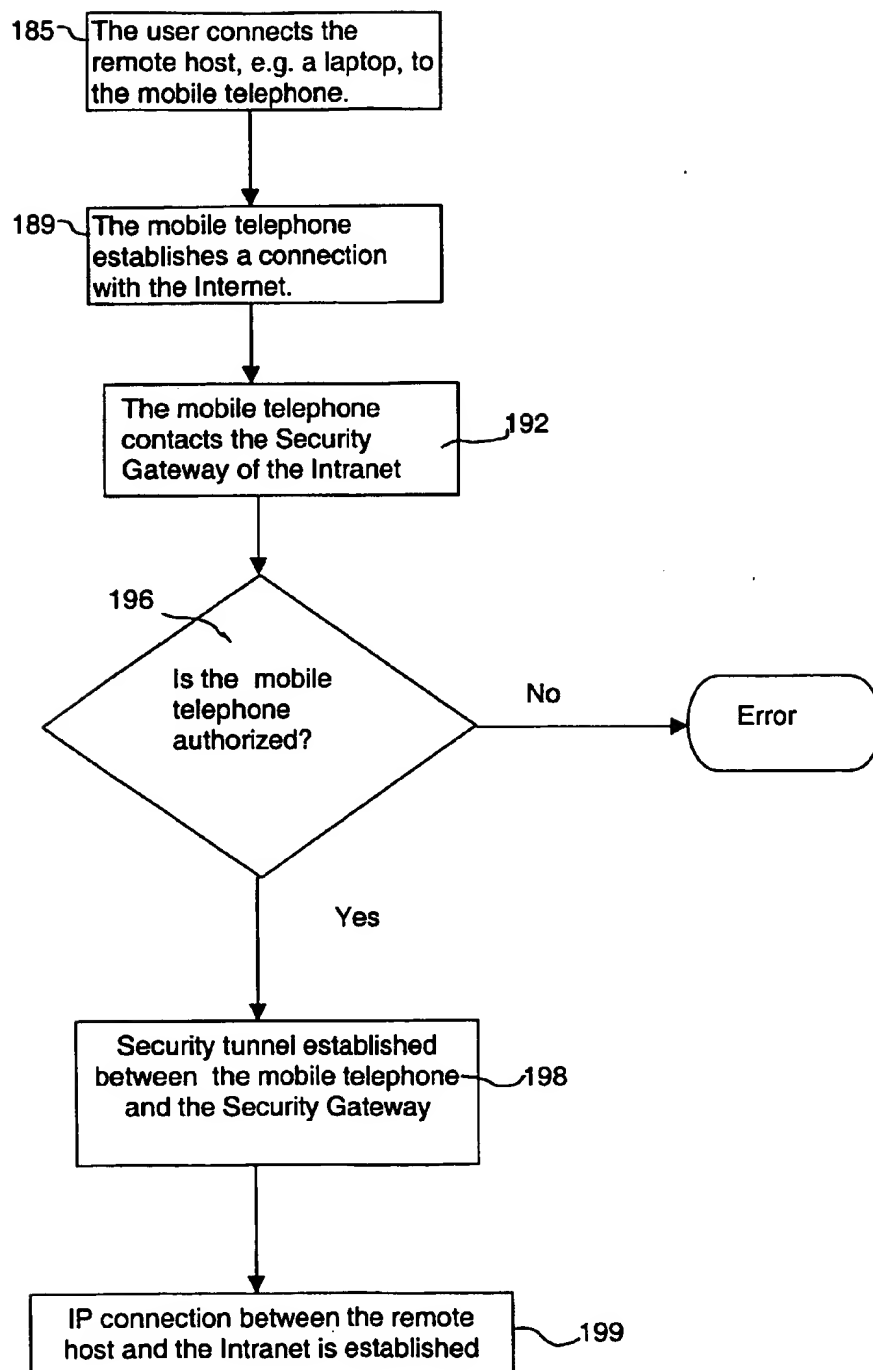 185
The user connects the
remote host, e.g. a laptop, to
the mobile telephone.
189
The mobile telephone
establishes a connection
with the Internet.
The mobile telephone
contacts the Security
Gateway of the Intranet
192
196
Is the mobile
telephone
authorized?
No
Error
Yes
Security tunnel established
between the mobile telephone
and the Security Gateway
198
IP connection between the remote
host and the Intranet is established
199